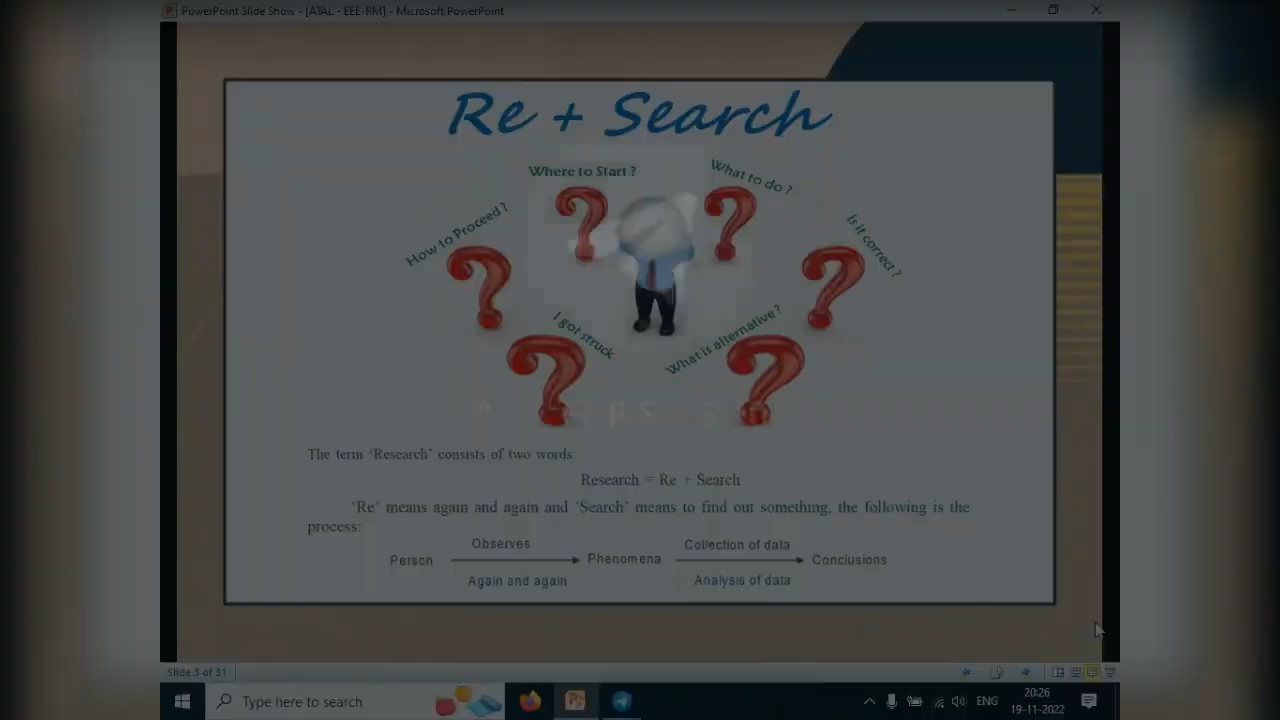 PowerPoint Slide Show - [ATAL - EEE-RM] - Microsoft PowerPoint
Re + Search
Where to Start ?
What to do ?
How to Proceed ?
Is it correct ?
I got struck
What is alternative ?
The term ‘Research’ consists of two words:
Research = Re + Search
‘Re’ means again and again and ‘Search’ means to find out something, the following is the
process:
Observes
Collection of data
Person
Phenomena
Conclusions
Again and again
Analysis of data
Slide 3 of 31
Type here to search
ENG
20:26
19-11-2022